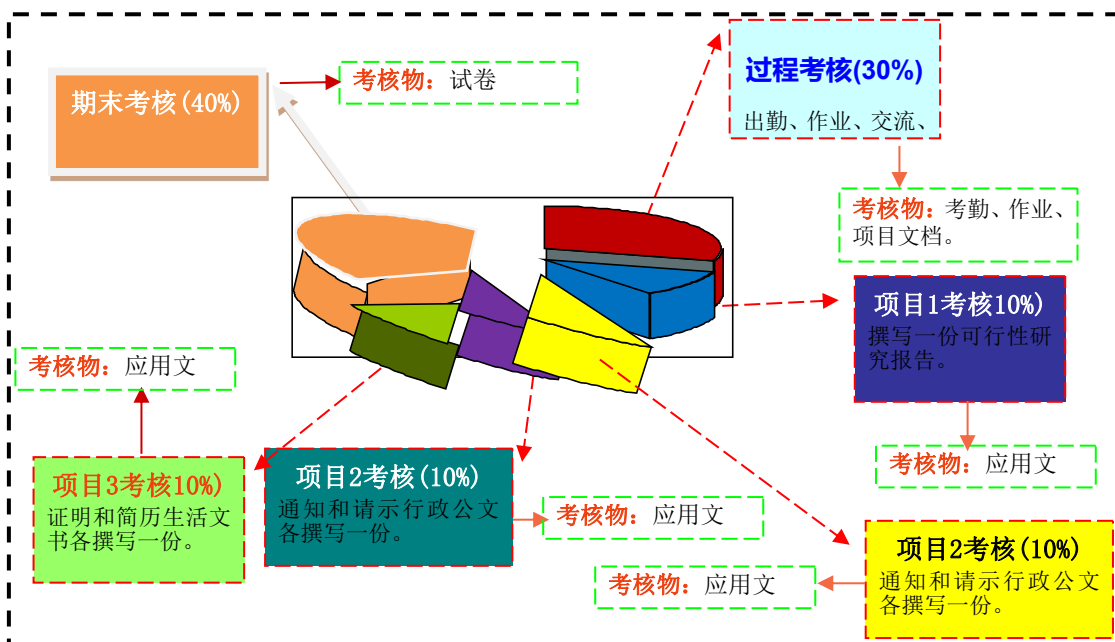 期末考核(40%)
考核物：试卷
过程考核(30%)
出勤、作业、交流、
考核物：考勤、作业、
项目文档。
项目1考核10%)
撰写一份可行性研
究报告。
考核物：应用文
考核物：应用文
项目3考核10%)
证明和简历生活文
书各撰写一份。
项目2考核(10%)
通知和请示行政公文
各撰写一份。
考核物：应用文
项目2考核(10%)
通知和请示行政公文
各撰写一份。
考核物：应用文